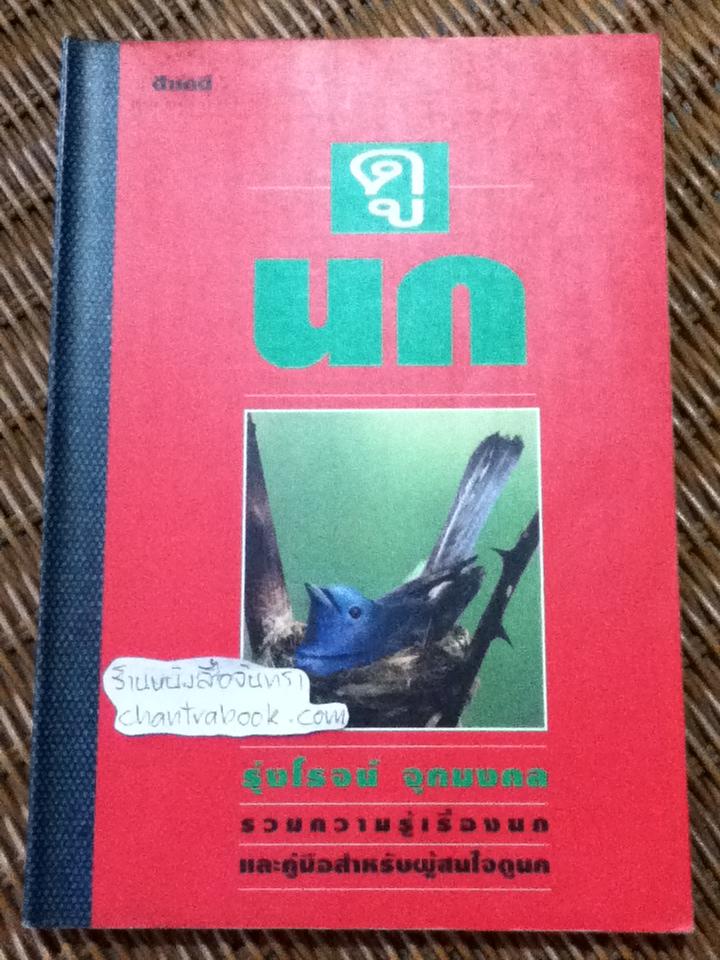 สารคดี
ดู
นก
ร้านหนังสือจันทรา
chantrabook.com
รุ่งโรจน์ จุกมงคล
รวมความรู้เรื่องนก
และคู่มือสำหรับผู้สนใจดูนก